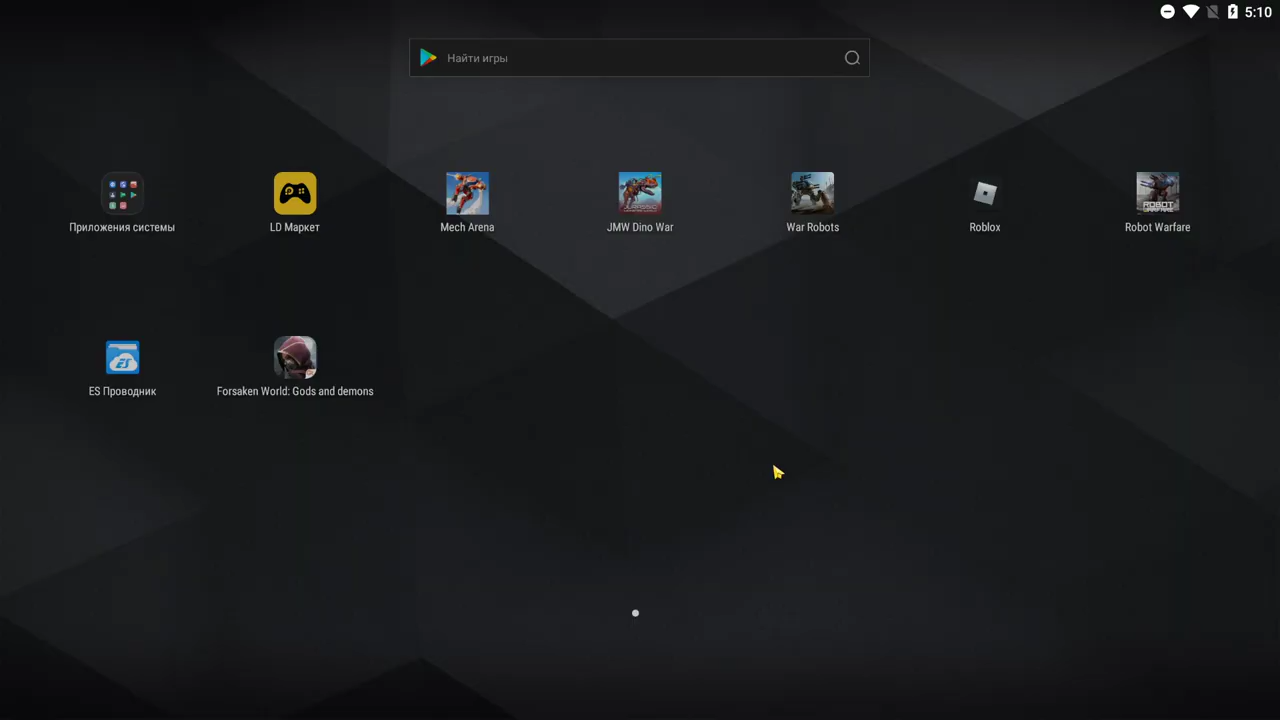 5:10
Найти игры
Приложения системы
LD Маркет
Mech Arena
JMW Dino War
War Robots
Roblox
Robot Warfare
ES Проводник
Forsaken World: Gods and demons